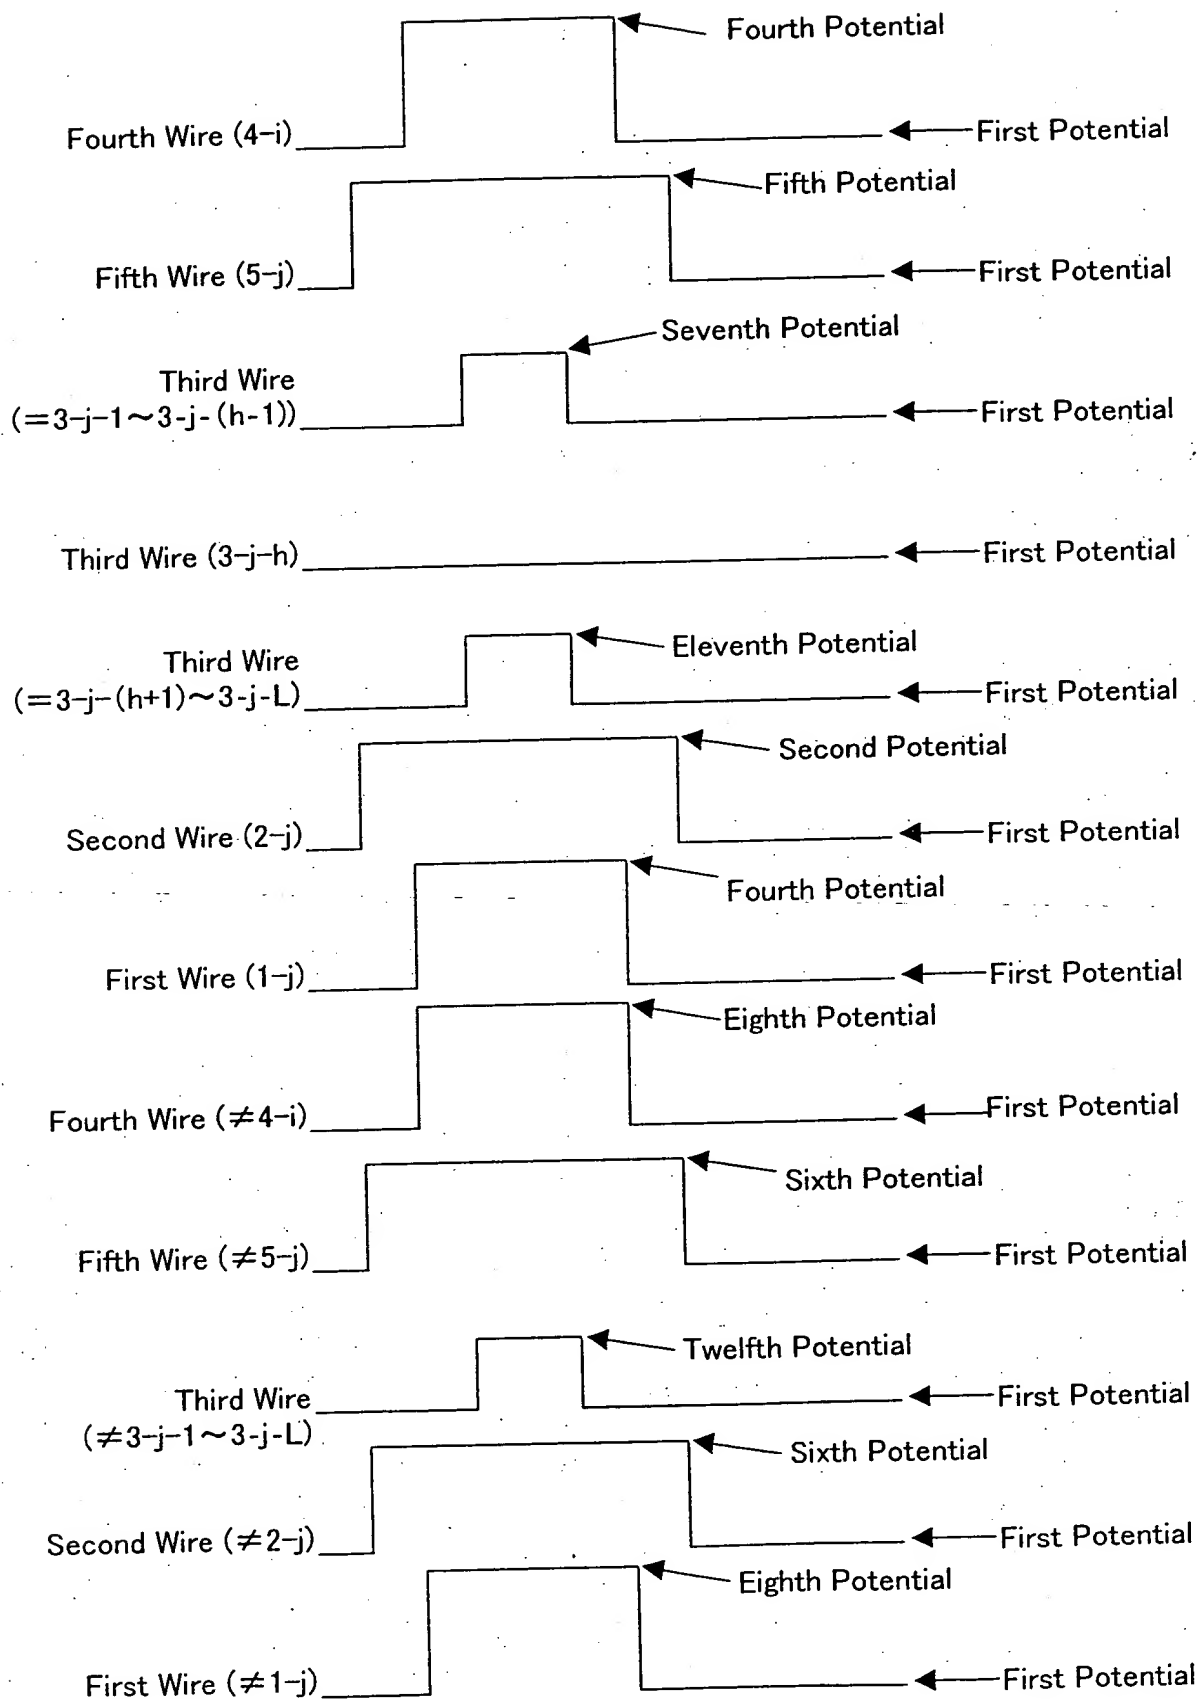 Fourth Potential
Fourth Wire (4-i)
First Potential
Fifth Potential
Fifth Wire (5-j)
First Potential
Seventh Potential
Third Wire
(=3-j-1~3-j-(h-1))
First Potential
Third Wire (3-j-h)
First Potential
Eleventh Potential
Third Wire
(=3-j-(h+1)~3-j-L)
First Potential
Second Potential
Second Wire (2-j)
First Potential
Fourth Potential
First Wire (1-j)
First Potential
Eighth Potential
Fourth Wire (≠4-i)
First Potential
Sixth Potential
Fifth Wire (≠5-j)
First Potential
Twelfth Potential
Third Wire
(≠3-j-1~3-j-L)
First Potential
Sixth Potential
Second Wire (≠2-j)
First Potential
Eighth Potential
First Wire (≠1-j)
First Potential